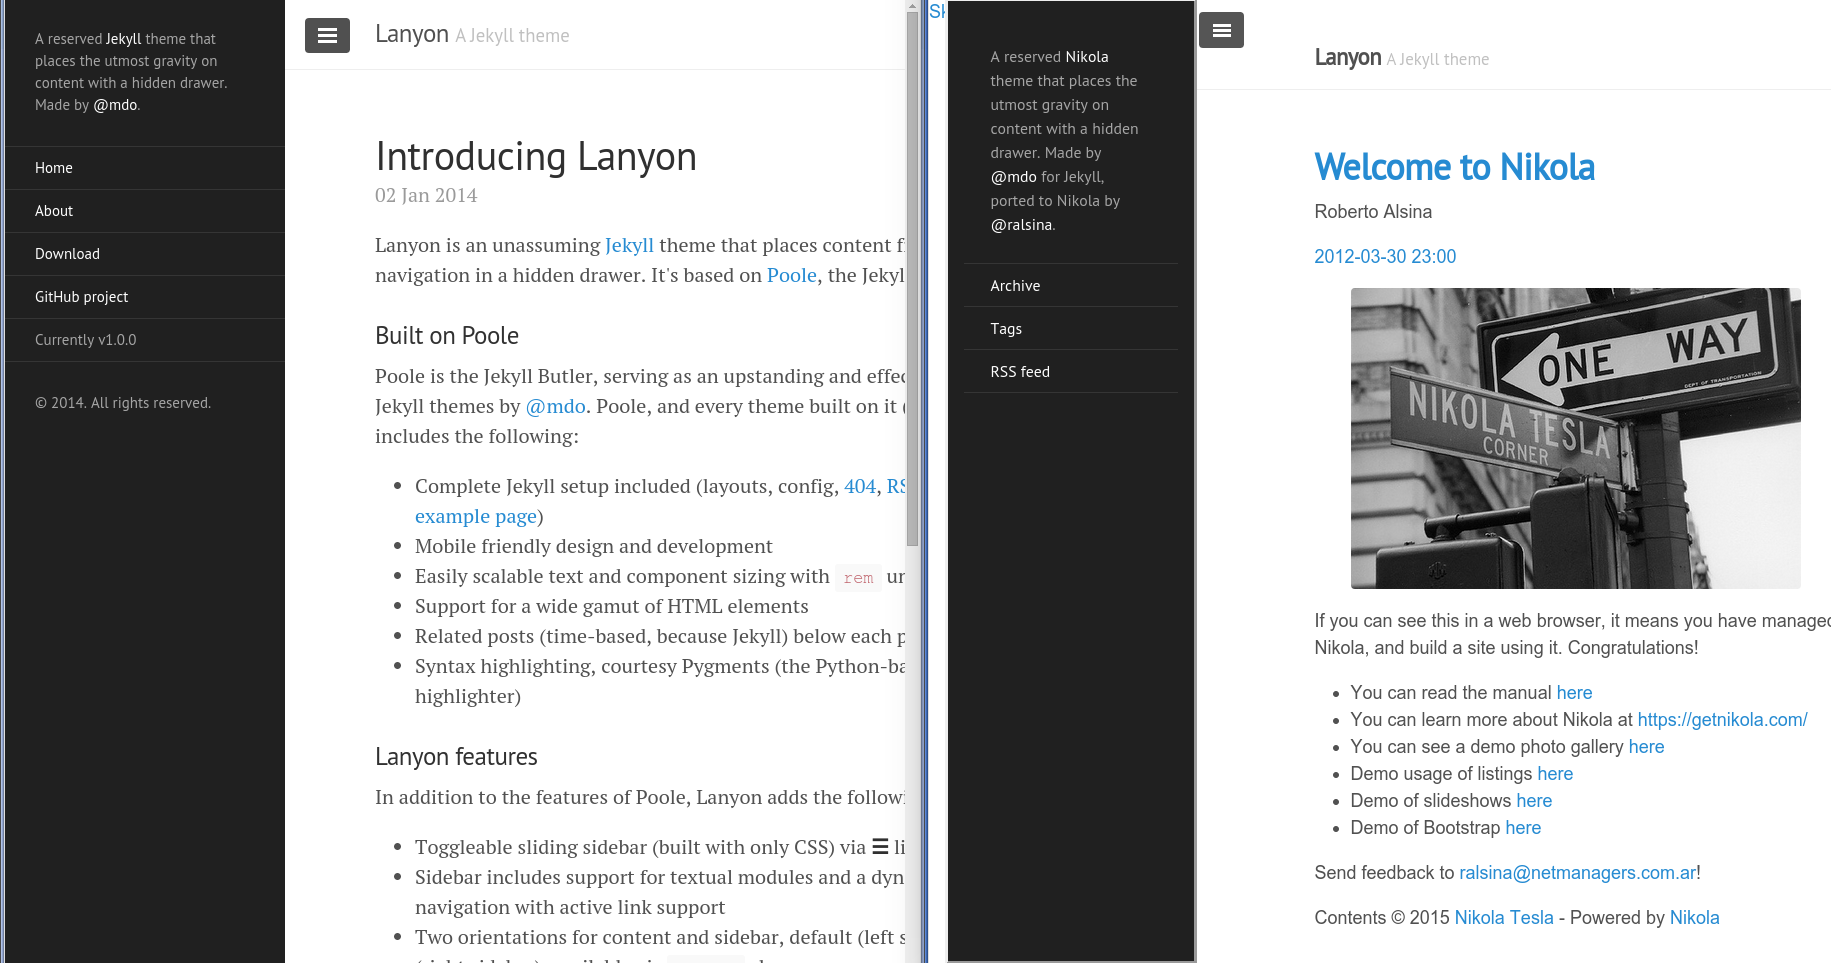 A reserved Jekyll theme that
places the utmost gravity on
content with a hidden drawer.
Made by @mdo.
Home
About
Download
GitHub project
Currently v1.0.0
© 2014. All rights reserved.
Lanyon A Jekyll theme
Introducing Lanyon
02 Jan 2014
Lanyon is an unassuming Jekyll theme that places content
navigation in a hidden drawer. It's based on Poole, the
Built on Poole
Poole is the Jekyll Butler, serving as an upstanding and
Jekyll themes by @mdo. Poole, and every theme built on it
includes the following:
• Complete Jekyll setup included (layouts, config, 404,
example page)
• Mobile friendly design and development
• Easily scalable text and component sizing with rem
• Support for a wide gamut of HTML elements
• Related posts (time-based, because Jekyll) below each
• Syntax highlighting, courtesy Pygments (the
highlighter)
Lanyon features
In addition to the features of Poole, Lanyon adds the
• Toggleable sliding sidebar (built with only CSS) via ☰
• Sidebar includes support for textual modules and a
navigation with active link support
• Two orientations for content and sidebar, default (left
A reserved Nikola
theme that places the
utmost gravity on
content with a hidden
drawer. Made by
@mdo for Jekyll,
ported to Nikola by
@ralsina.
Archive
Tags
RSS feed
Lanyon A Jekyll theme
Welcome to Nikola
Roberto Alsina
2012-03-30 23:00
ONE WAY
DEPT OF TRANSPORTATION
NIKOLA TESLA
CORNER
If you can see this in a web browser, it means you have managed
Nikola, and build a site using it. Congratulations!
• You can read the manual here
• You can learn more about Nikola at https://getnikola.com/
• You can see a demo photo gallery here
• Demo usage of listings here
• Demo of slideshows here
• Demo of Bootstrap here
Send feedback to ralsina@netmanagers.com.ar!
Contents © 2015 Nikola Tesla - Powered by Nikola